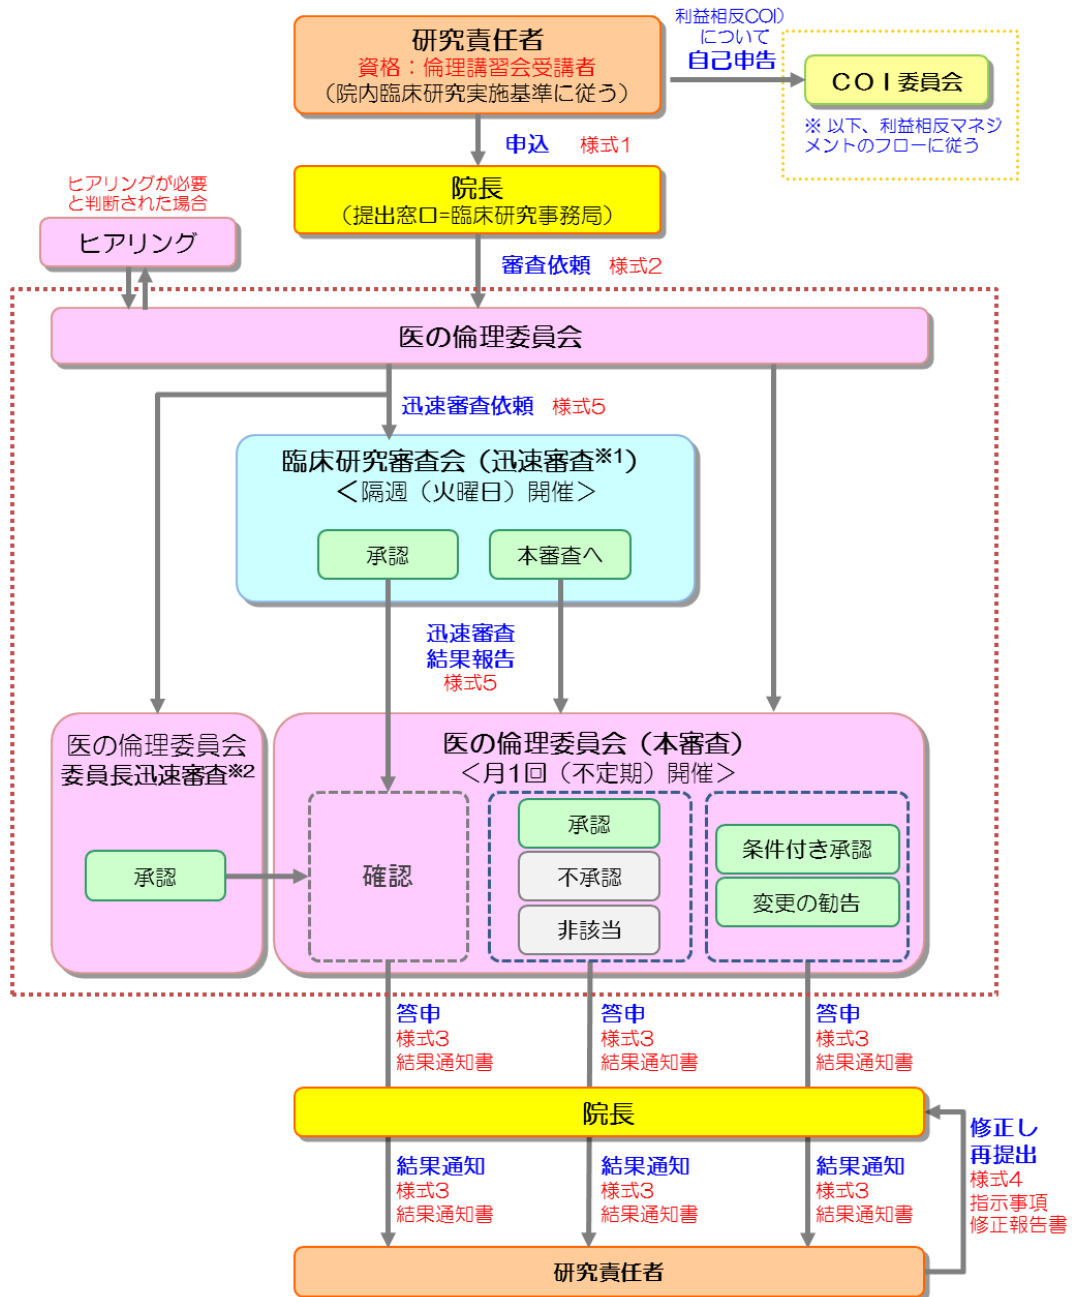 研究責任者
資格：倫理講習会受講者
（院内臨床研究実施基準に従う）
利益相反COI）
について
自己申告
ＣＯＩ委員会
※ 以下、利益相反マネジ
メントのフローに従う
申込　様式1
院長
（提出窓口=臨床研究事務局）
ヒアリングが必要
と判断された場合
ヒアリング
審査依頼　様式2
医の倫理委員会
迅速審査依頼　様式5
臨床研究審査会（迅速審査※1）
＜隔週（火曜日）開催＞
承認
本審査へ
迅速審査
結果報告
様式5
医の倫理委員会
委員長迅速審査※2
承認
医の倫理委員会（本審査）
＜月1回（不定期）開催＞
確認
承認
不承認
非該当
条件付き承認
変更の勧告
答申
様式3
結果通知書
答申
様式3
結果通知書
答申
様式3
結果通知書
院長
結果通知
様式3
結果通知書
結果通知
様式3
結果通知書
結果通知
様式3
結果通知書
修正し
再提出
様式4
指示事項
修正報告書
研究責任者